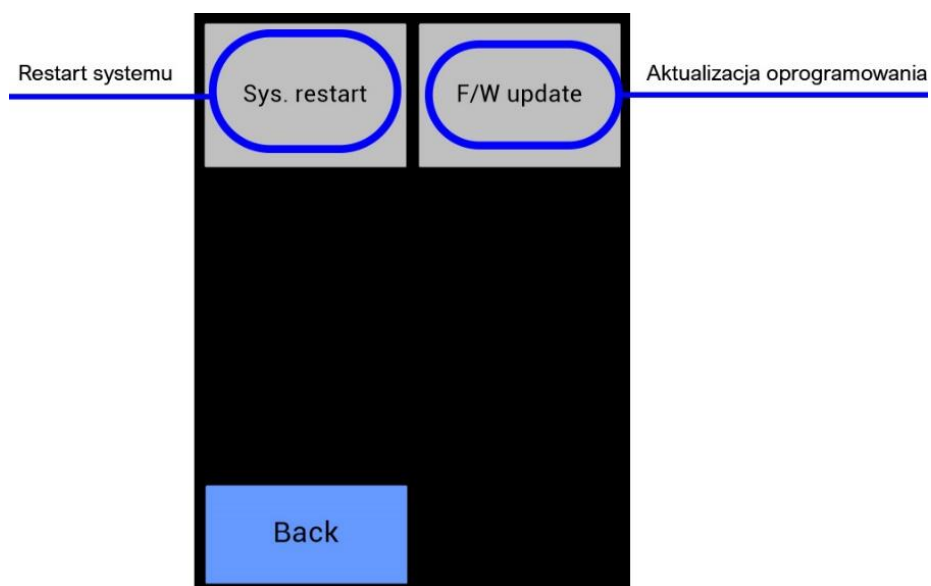 Restart systemu
Sys. restart
F/W update
Aktualizacja oprogramowania
Back